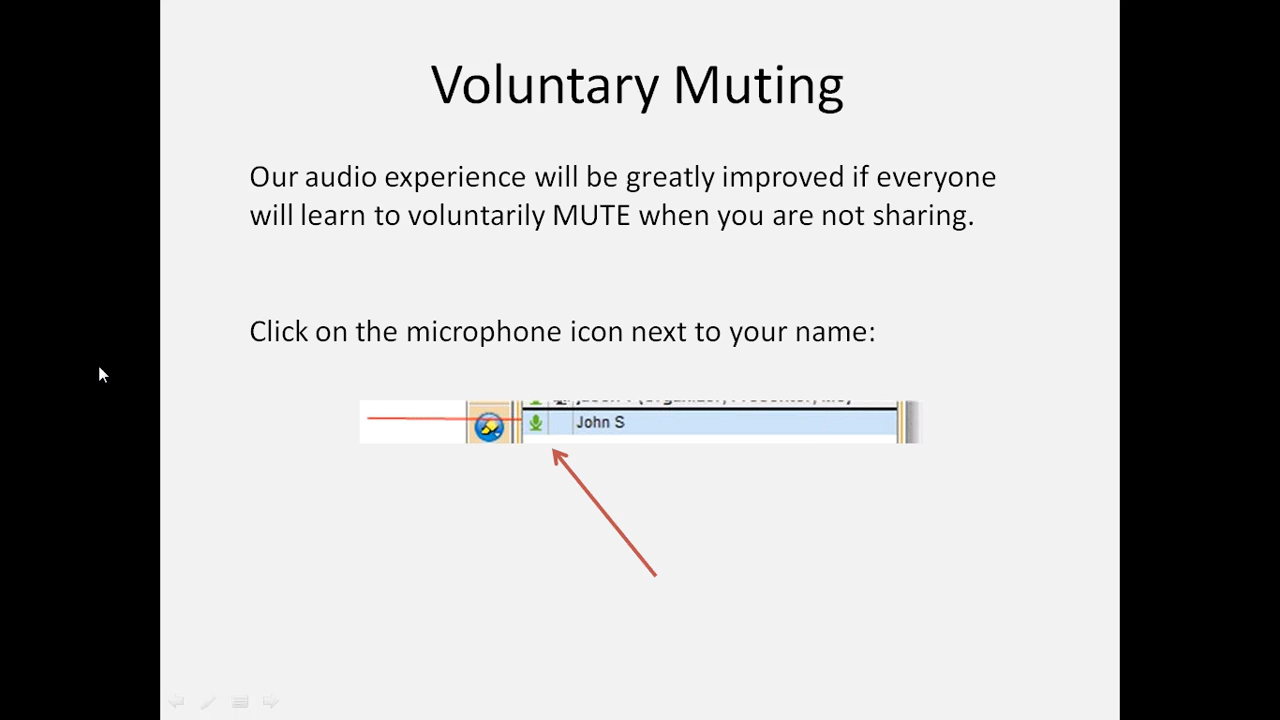 Voluntary Muting
Our audio experience will be greatly improved if everyone
will learn to voluntarily MUTE when you are not sharing.
Click on the microphone icon next to your name:
John S